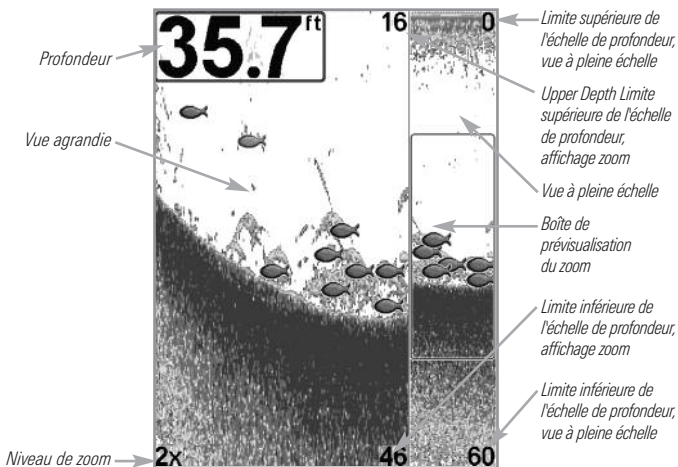 35.7 ft
16
0
Profondeur
Vue agrandie
Niveau de zoom
2x
46
60
Limite supérieure de
l'échelle de profondeur,
vue à pleine échelle
Upper Depth Limite
supérieure de l'échelle
de profondeur,
affichage zoom
Vue à pleine échelle
Boîte de
prévisualisation
du zoom
Limite inférieure de
l'échelle de profondeur,
affichage zoom
Limite inférieure de
l'échelle de profondeur,
vue à pleine échelle